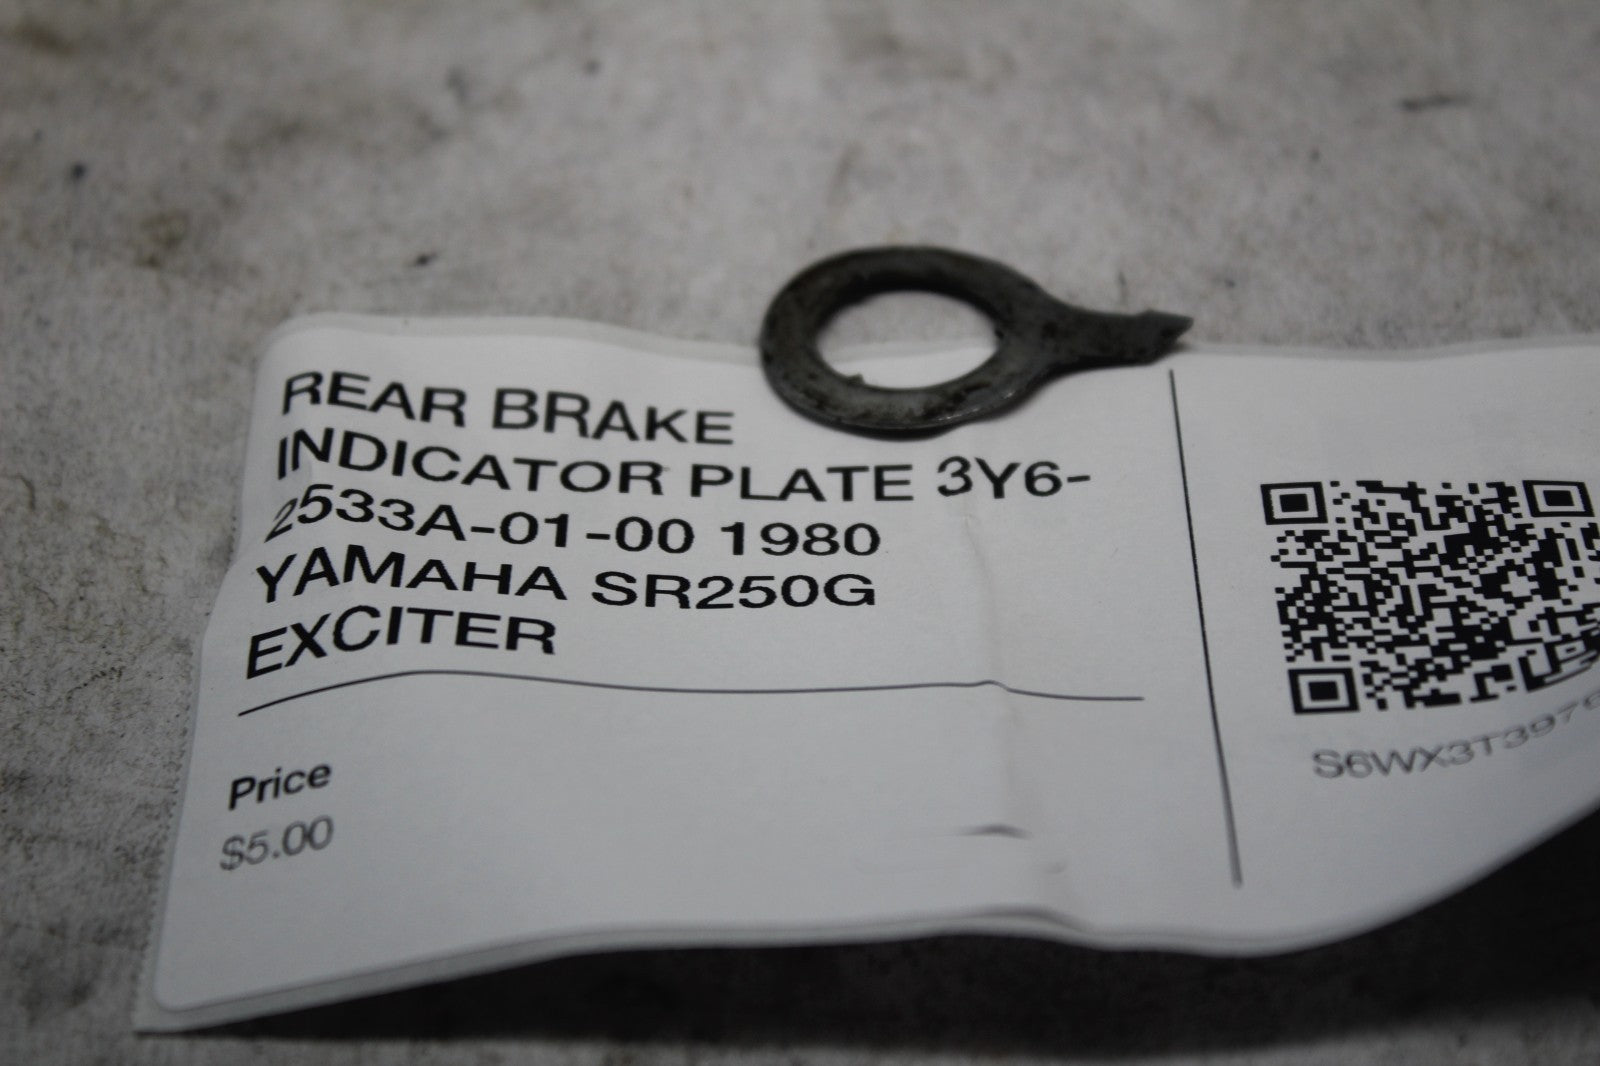 REAR BRAKE
INDICATOR PLATE 3Y6-
2533A-01-00 1980
YAMAHA SR250G
EXCITER
Price
$5.00